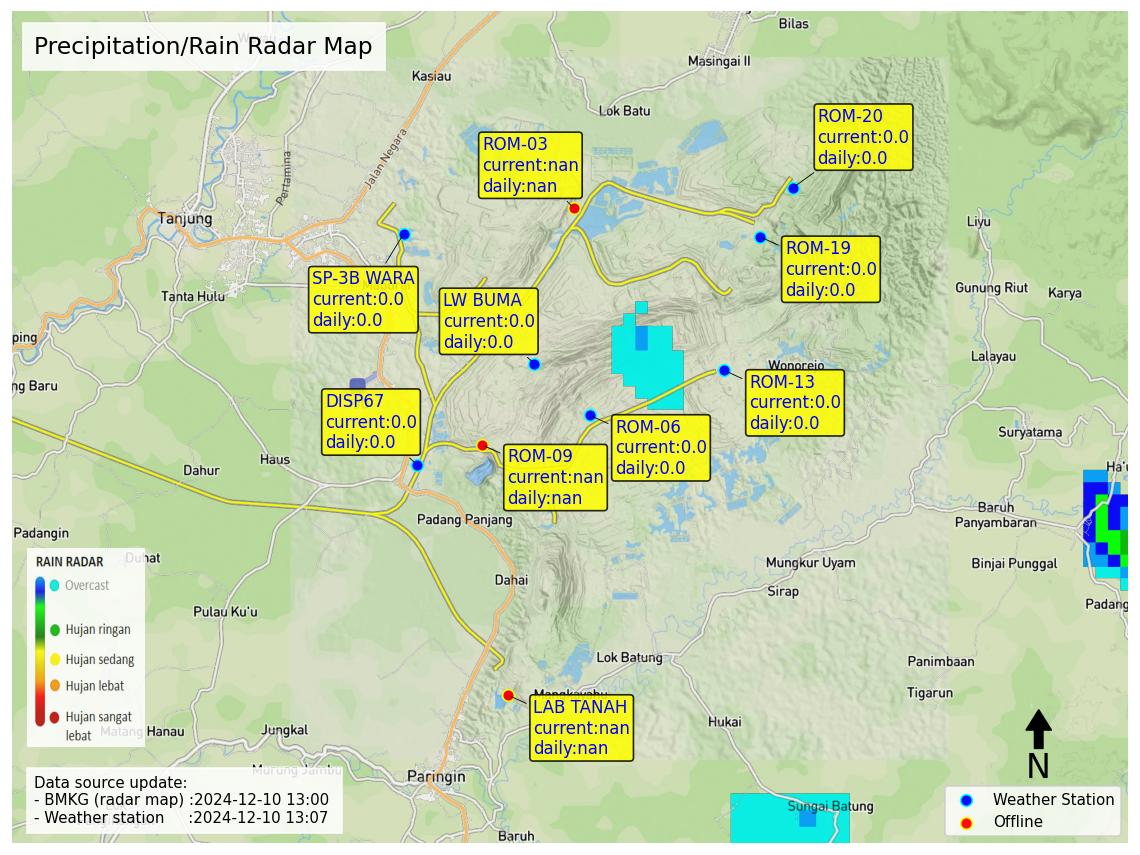 Precipitation/Rain Radar Map
Bilas
Masingai II
Kasiau
Lok Batu
ROM-20
current:0.0
daily:0.0
ROM-03
current:nan
daily:nan
Jalan Negara
Pertamina
Tanjung
Liyu
ROM-19
current:0.0
daily:0.0
SP-3B WARA
current:0.0
daily:0.0
Tanta Hulu
LW BUMA
current:0.0
daily:0.0
Gunung Riut
Karya
ping
Lalayau
Wonorejo
ng Baru
ROM-13
current:0.0
daily:0.0
DISP67
current:0.0
daily:0.0
ROM-06
current:0.0
daily:0.0
Suryatama
Haus
Dahur
ROM-09
current:nan
daily:nan
Ha'u
Baruh
Panyambaran
Padang Panjang
Padangin
Duhat
Mungkur Uyam
Binjai Punggal
Dahai
Sirap
Padang
Pulau Ku'u
RAIN RADAR
Overcast
Hujan ringan
Hujan sedang
Hujan lebat
Hujan sangat
lebat
Lok Batung
Panimbaan
Tigarun
Mangkayahu
LAB TANAH
current:nan
daily:nan
Hukai
Matang Hanau
Jungkal
Murung Jambu
Paringin
N
Data source update:
- BMKG (radar map) :2024-12-10 13:00
- Weather station :2024-12-10 13:07
Sungai Batung
Baruh
Weather Station
Offline